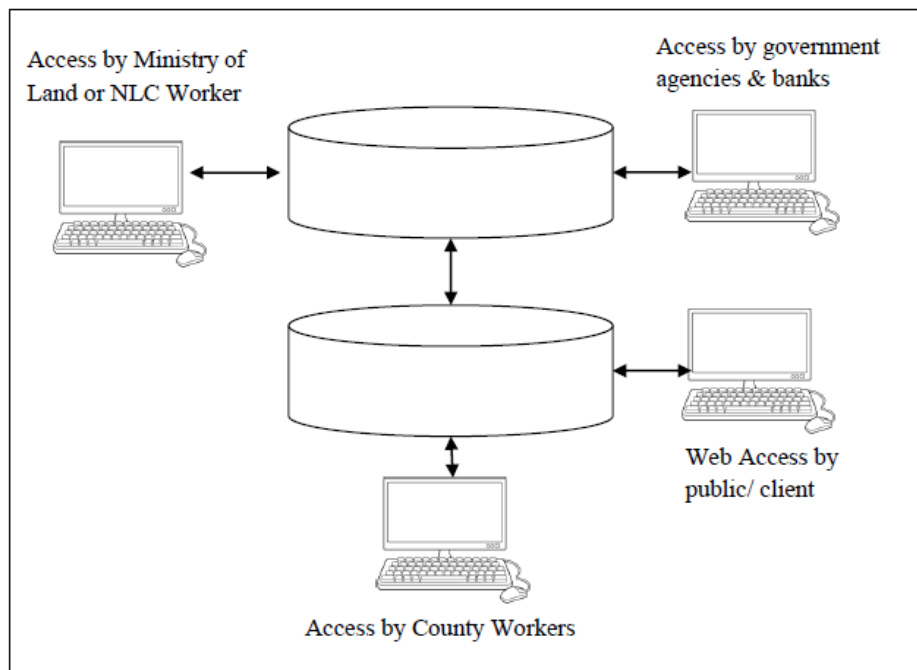 Access by Ministry of
Land or NLC Worker
Access by government
agencies & banks
Web Access by
public/ client
Access by County Workers